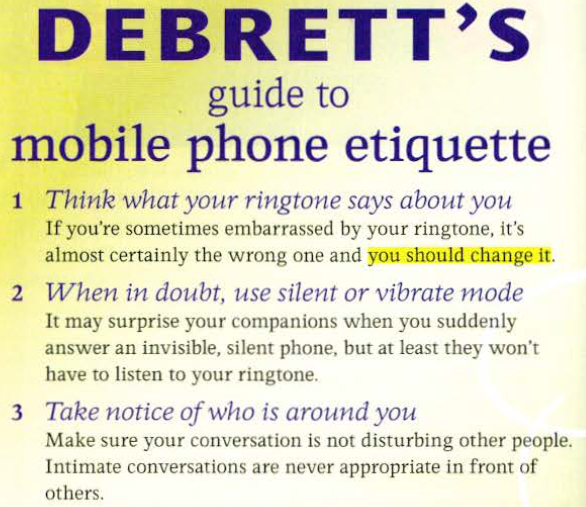 DEBRETT'S
guide to
mobile phone etiquette
1 Think what your ringtone says about you
If you're sometimes embarrassed by your ringtone, it's
almost certainly the wrong one and you should change it.
2 When in doubt, use silent or vibrate mode
It may surprise your companions when you suddenly
answer an invisible, silent phone, but at least they won't
have to listen to your ringtone.
3 Take notice of who is around you
Make sure your conversation is not disturbing other people.
Intimate conversations are never appropriate in front of
others.